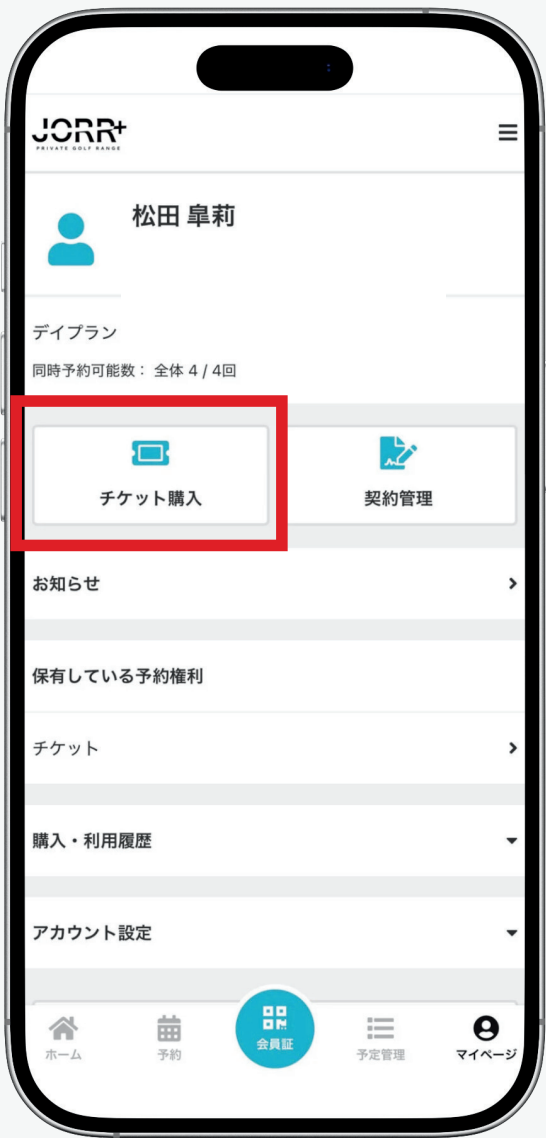 JORR+
PRIVATE GOLF RANGE
松田 皐莉
デイプラン
同時予約可能数： 全体 4 / 4回
チケット購入
契約管理
お知らせ
保有している予約権利
チケット
購入・利用履歴
アカウント設定
ホーム
予約
会員証
予定管理
マイページ